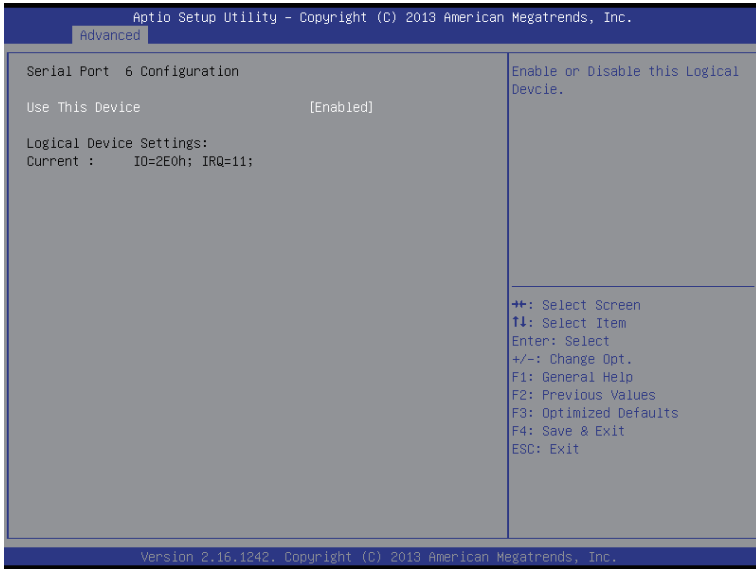 Aptio Setup Utility – Copyright (C) 2013 American Megatrends, Inc.
Advanced
Serial Port 6 Configuration
Use This Device [Enabled]
Logical Device Settings:
Current : IO=2E0h; IRQ=11;
Enable or Disable this Logical
Devcie.
→←: Select Screen
↑↓: Select Item
Enter: Select
+/-: Change Opt.
F1: General Help
F2: Previous Values
F3: Optimized Defaults
F4: Save & Exit
ESC: Exit
Version 2.16.1242. Copyright (C) 2013 American Megatrends, Inc.